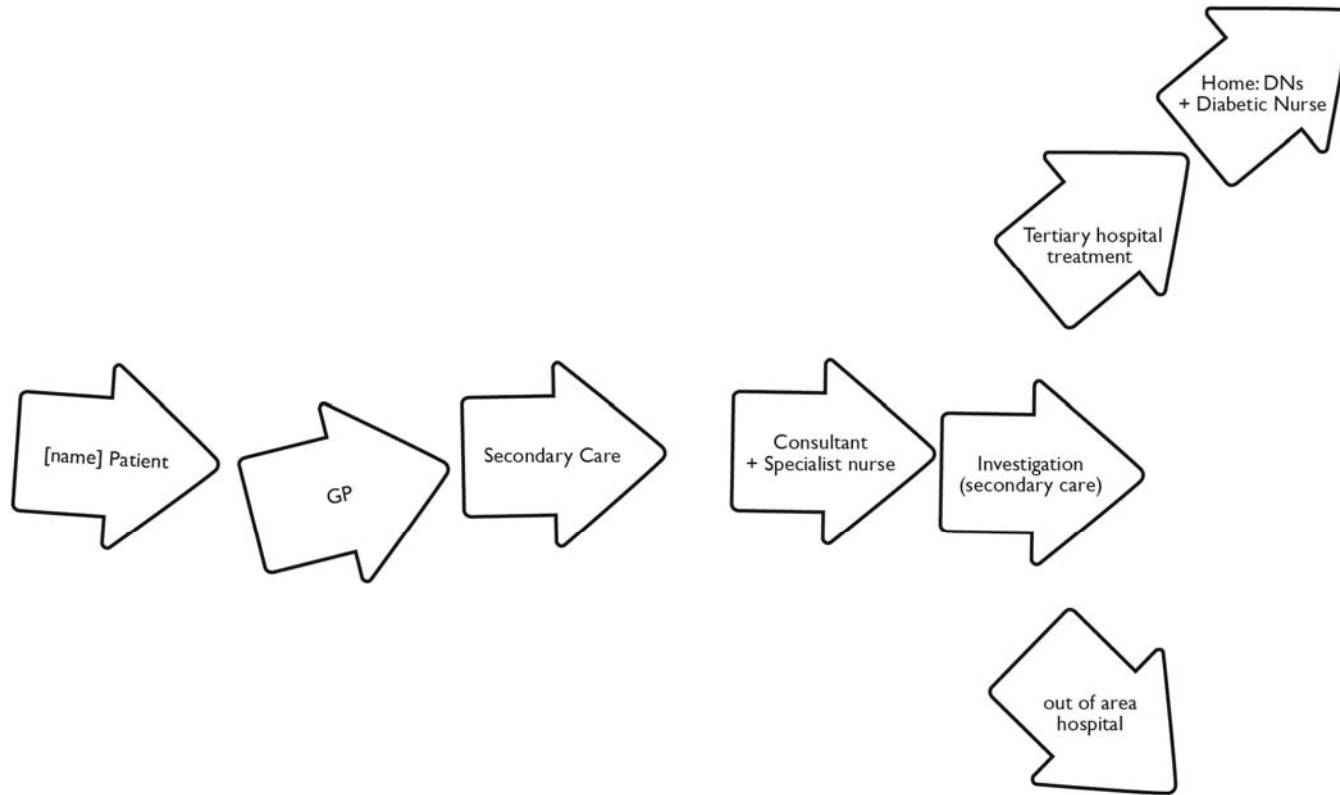 Home: DNs
+ Diabetic Nurse
Tertiary hospital
treatment
[name] Patient
GP
Secondary Care
Consultant
+ Specialist nurse
Investigation
(secondary care)
out of area
hospital